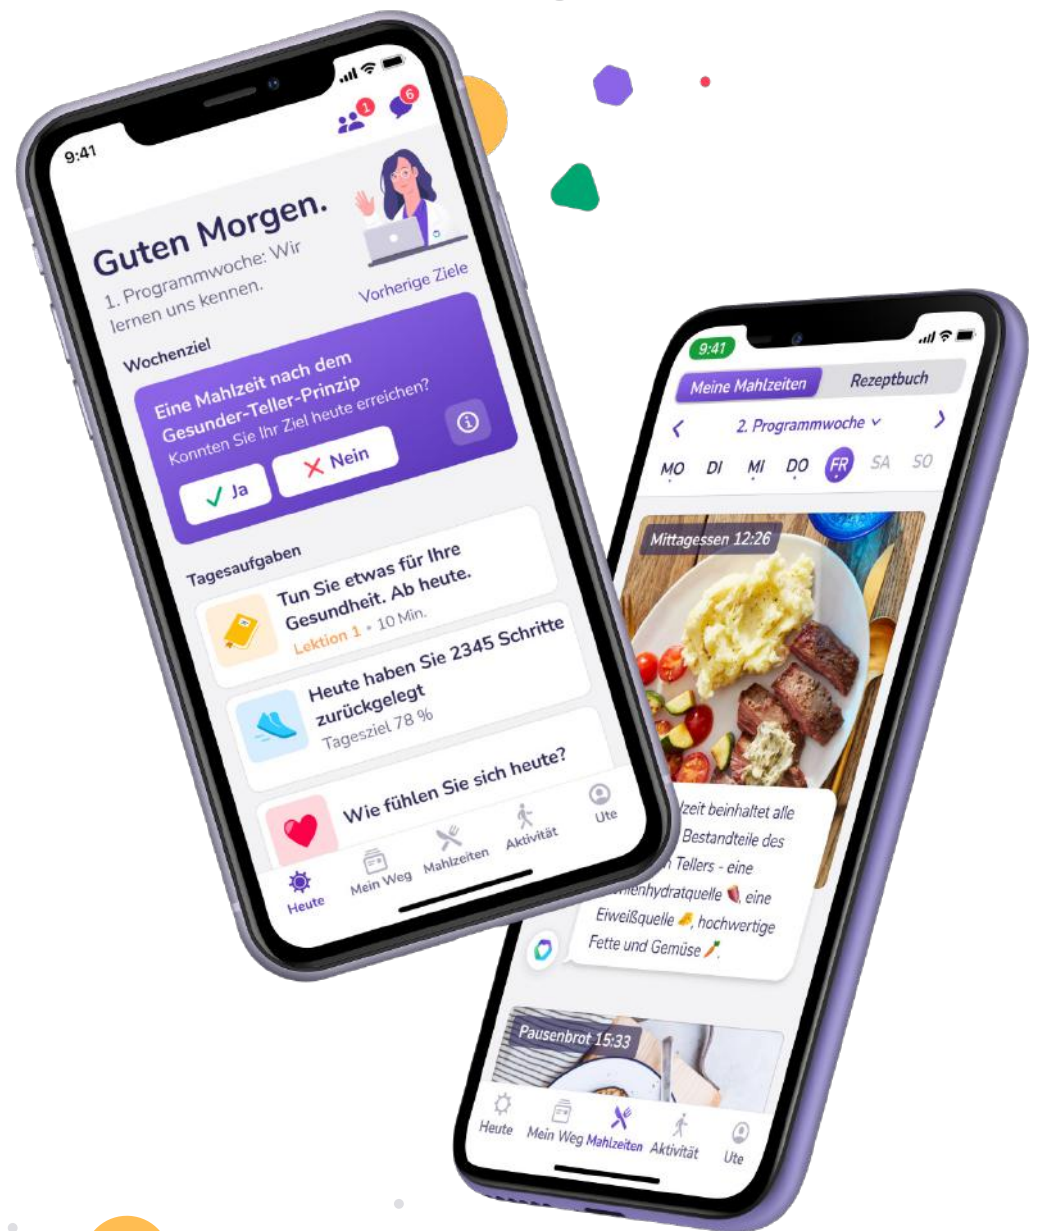 9:41
1
6
Guten Morgen.
1. Programmwoche: Wir
lernen uns kennen.
Vorherige Ziele
Wochenziel
Eine Mahlzeit nach dem
Gesunder-Teller-Prinzip
Konnten Sie Ihr Ziel heute erreichen?
Ja
Nein
Tagesaufgaben
Tun Sie etwas für Ihre
Gesundheit. Ab heute.
Lektion 1 • 10 Min.
Heute haben Sie 2345 Schritte
zurückgelegt
Tagesziel 78 %
Wie fühlen Sie sich heute?
Heute
Mein Weg
Mahlzeiten
Aktivität
Ute
9:41
Meine Mahlzeiten
Rezeptbuch
2. Programmwoche
MO DI MI DO FR SA SO
Mittagessen 12:26
beinhaltet alle
Bestandteile des
Tellers - eine
eine
Eiweißquelle, hochwertige
Fette und Gemüse.
Pausenbrot 15:33
Heute
Mein Weg
Mahlzeiten
Aktivität
Ute